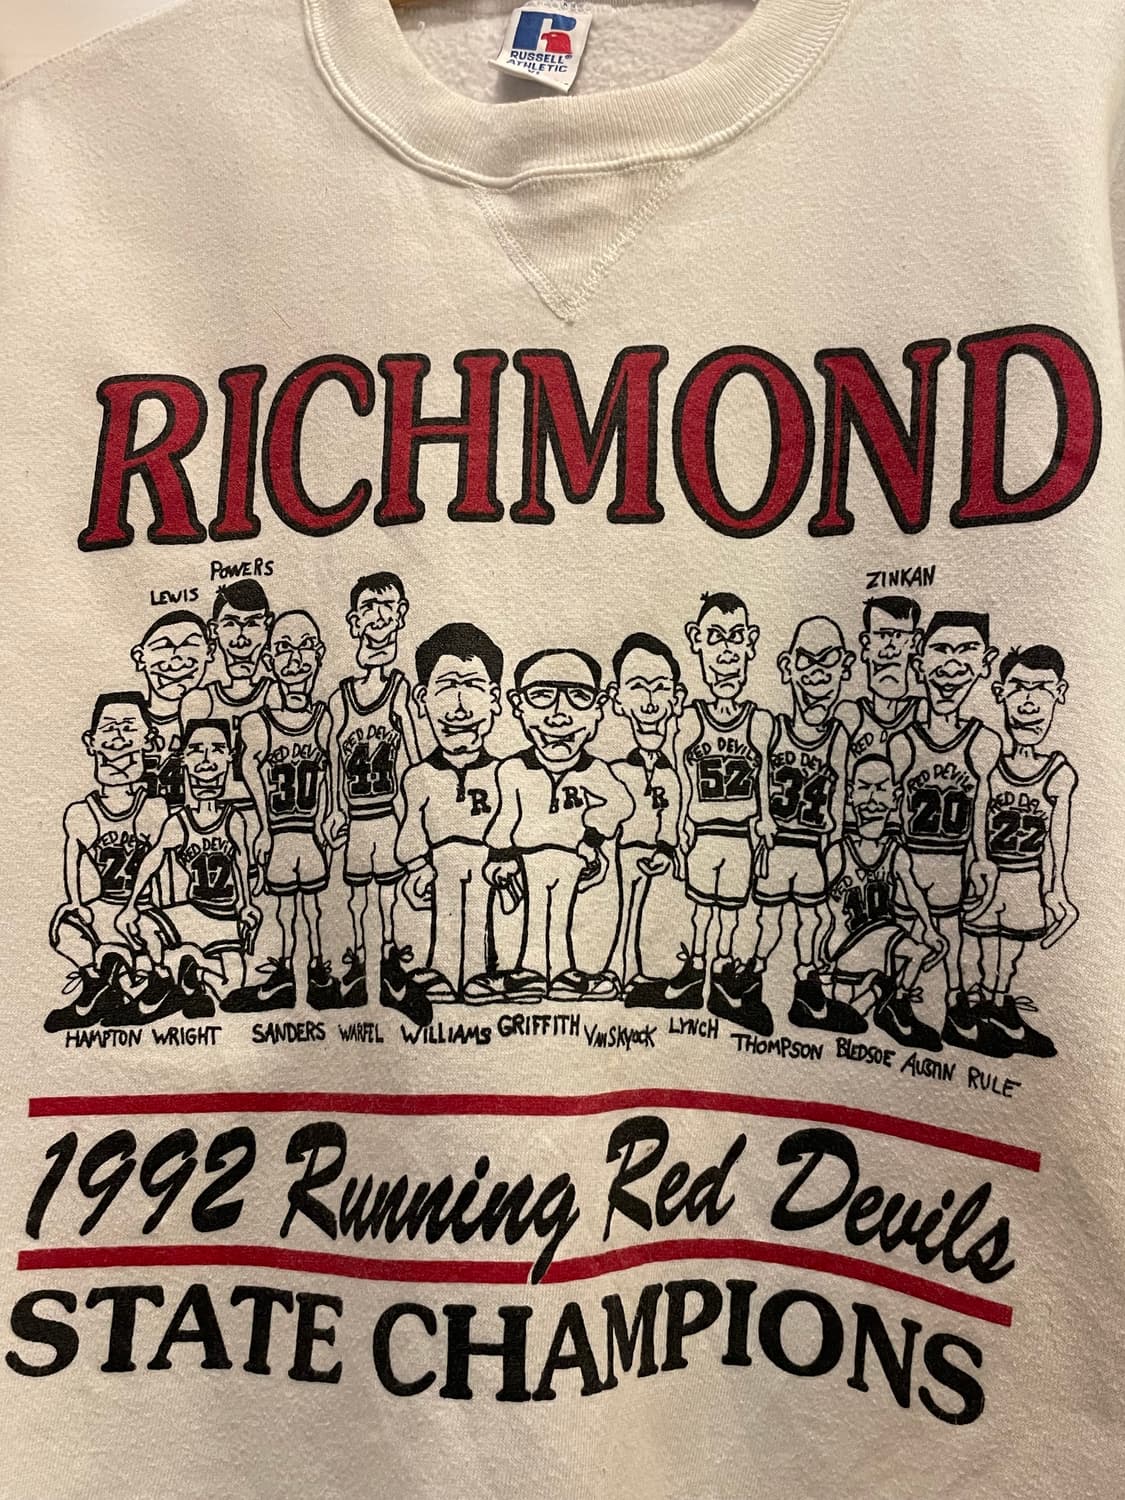 RUSSELL
ATHLETIC
RICHMOND
POWERS
LEWIS
ZINKAN
RED DEVILS
30
44
R
R
R
52
34
20
22
12
10
HAMPTON WRIGHT SANDERS WARFEL WILLIAMS GRIFFITH VanSkyock LYNCH THOMPSON BLEDSOE AUSTIN RULE
1992 Running Red Devils
STATE CHAMPIONS